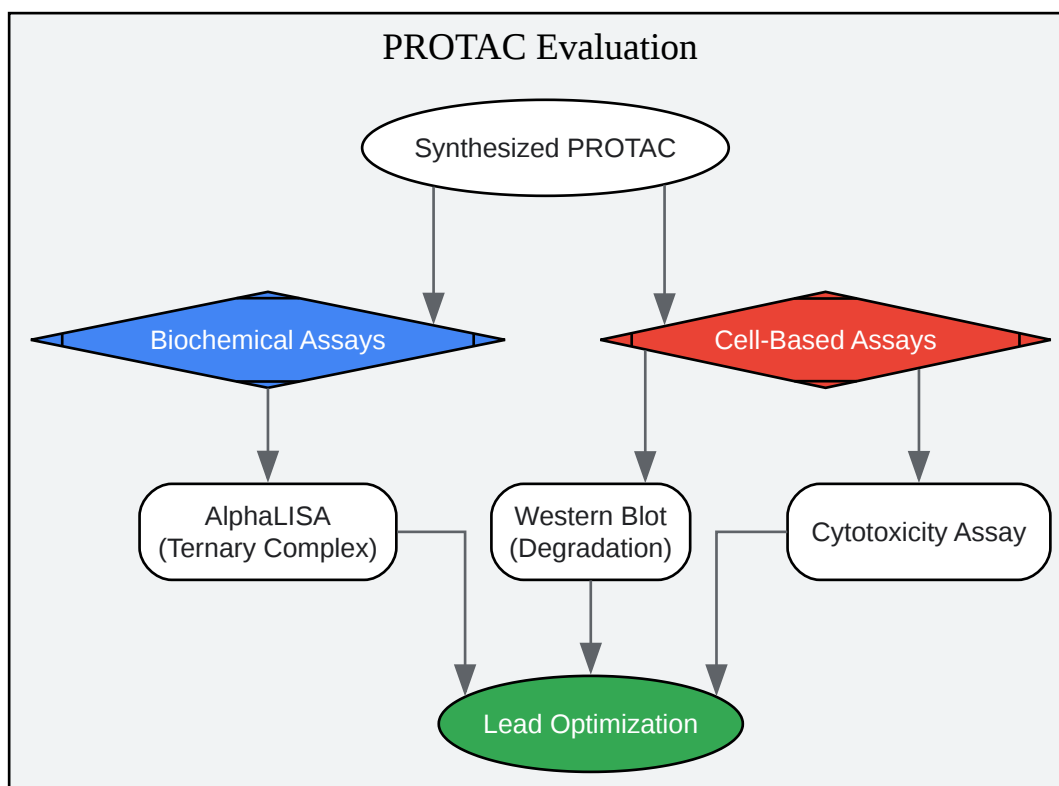 PROTAC Evaluation
Synthesized PROTAC
Biochemical Assays
Cell-Based Assays
AlphaLISA
(Ternary Complex)
Western Blot
(Degradation)
Cytotoxicity Assay
Lead Optimization